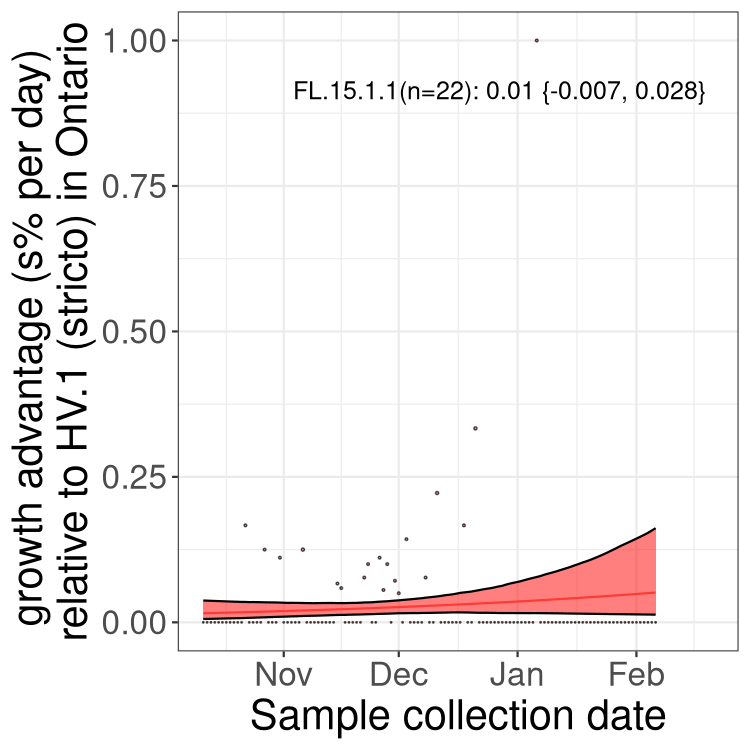 growth advantage (s% per day)
relative to HV.1 (stricto) in Ontario
1.00
FL.15.1.1(n=22): 0.01 {-0.007, 0.028}
0.75
0.50
0.25
0.00
Nov Dec Jan Feb
Sample collection date